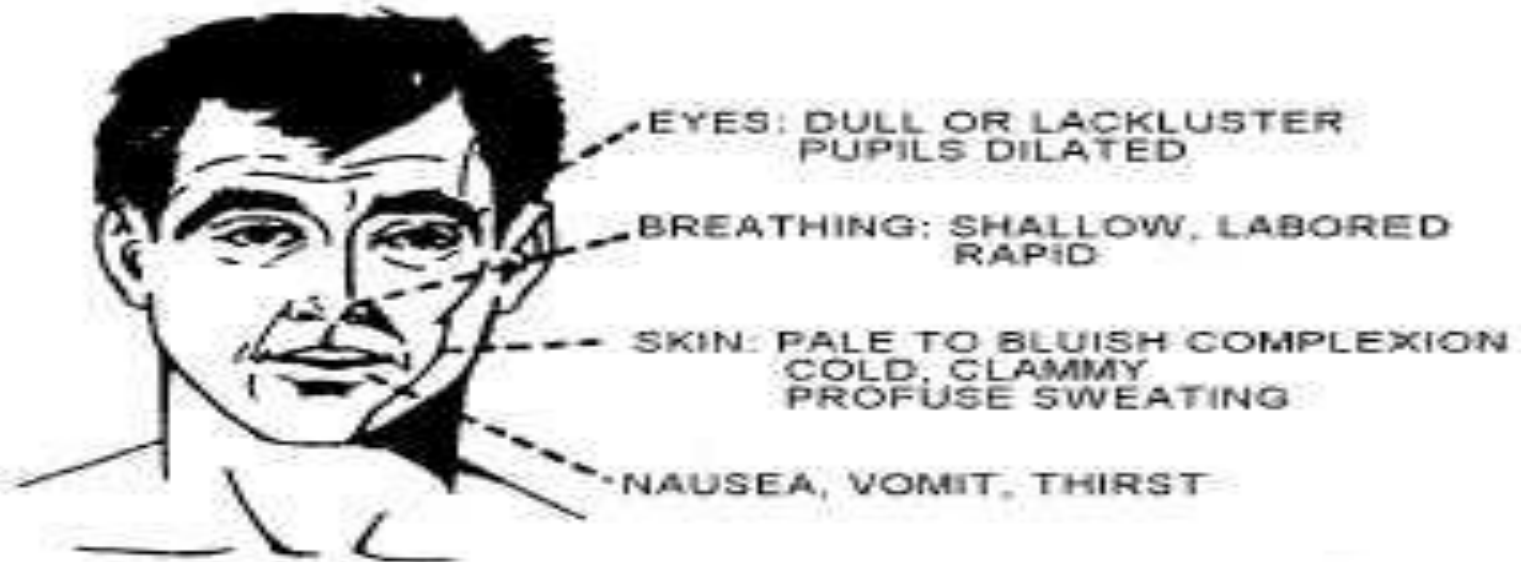 EYES: DULL OR LACKLUSTER
PUPILS DILATED
BREATHING: SHALLOW, LABORED
RAPID
SKIN: PALE TO BLUISH COMPLEXION
COLD, CLAMMY
PROFUSE SWEATING
NAUSEA, VOMIT, THIRST